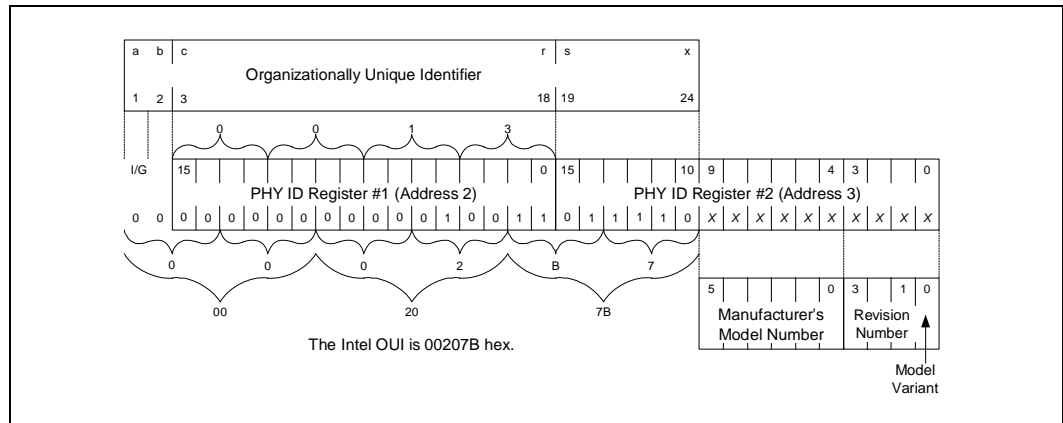 a b c r s x
Organizationally Unique Identifier
1 2 3 18 19 24
0 0 1 3
I/G 15 0 15 10 9 4 3 0
PHY ID Register #1 (Address 2) PHY ID Register #2 (Address 3)
0 0 0 0 0 0 0 0 0 0 0 0 0 1 0 0 1 1 0 1 1 1 1 0 X X X X X X X X X X
0 0 0 2 B 7
00 20 7B
5 0 3 1 0
Manufacturer's Revision
Model Number Number
The Intel OUI is 00207B hex.
Model
Variant